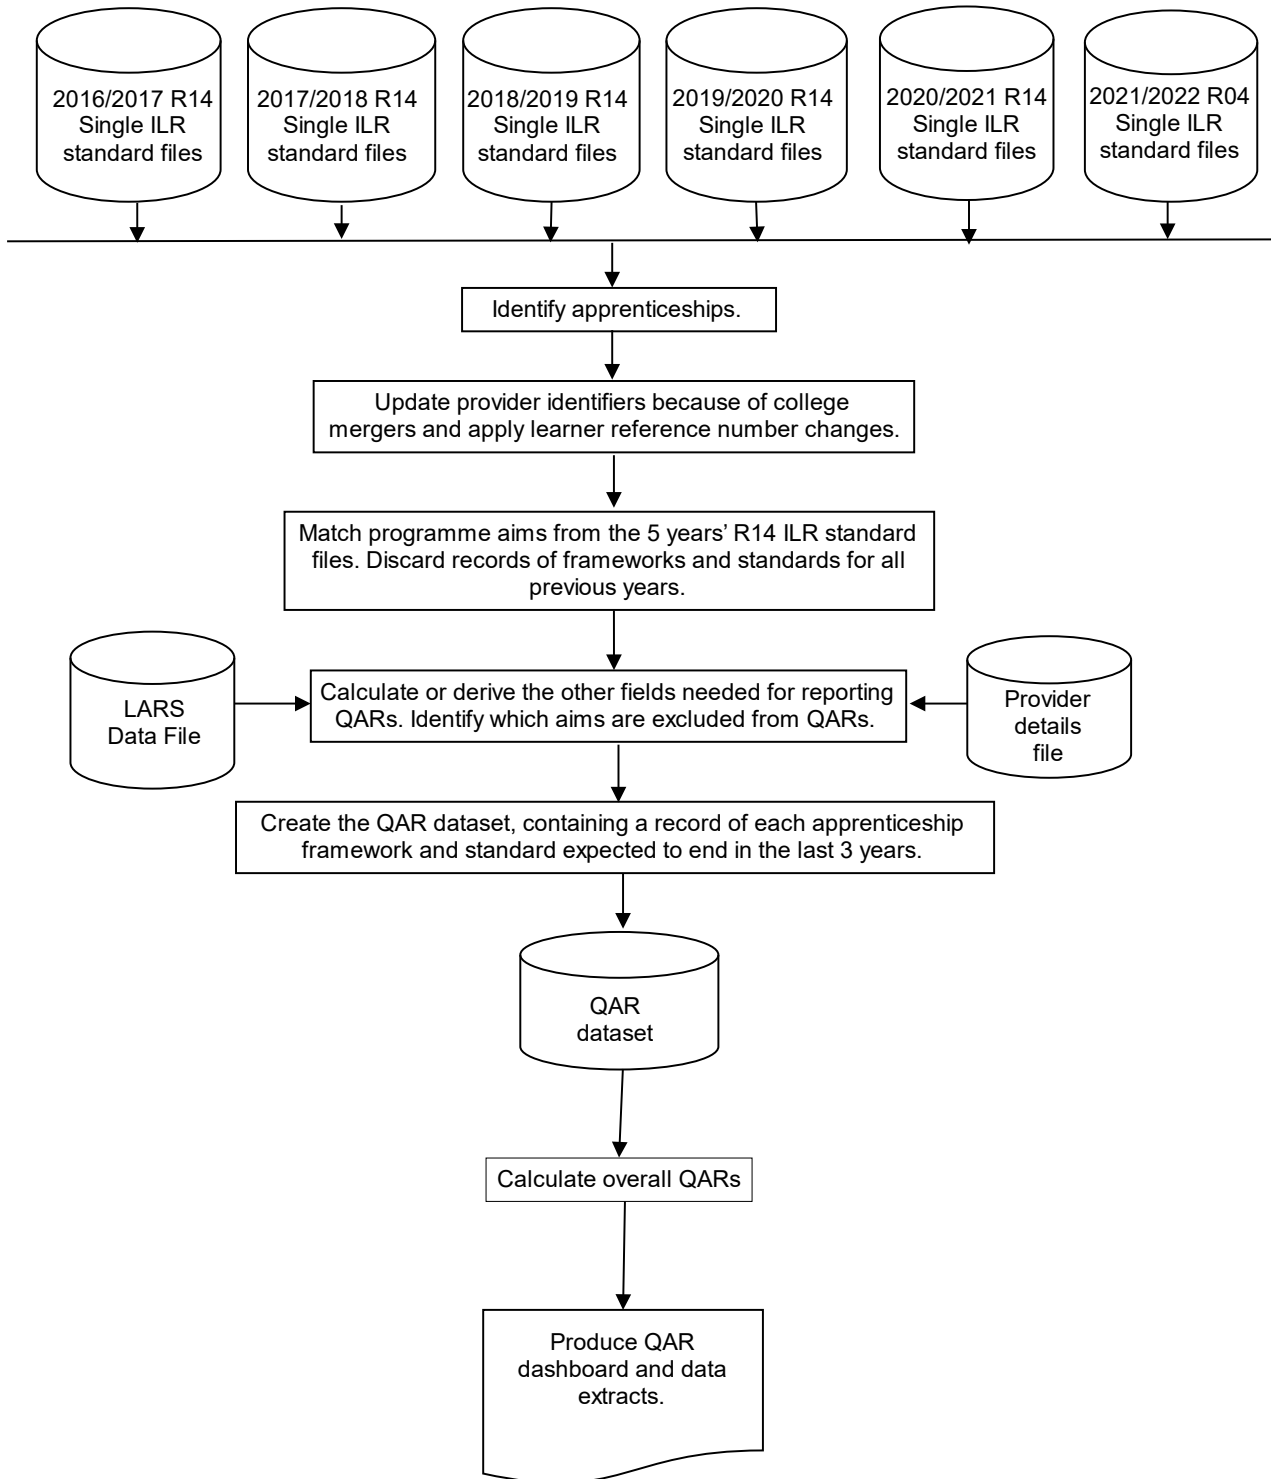 2016/2017 R14
Single ILR
standard files
2017/2018 R14
Single ILR
standard files
2018/2019 R14
Single ILR
standard files
2019/2020 R14
Single ILR
standard files
2020/2021 R14
Single ILR
standard files
2021/2022 R04
Single ILR
standard files
Identify apprenticeships.
Update provider identifiers because of college
mergers and apply learner reference number changes.
Match programme aims from the 5 years’ R14 ILR standard
files. Discard records of frameworks and standards for all
previous years.
LARS
Data File
Calculate or derive the other fields needed for reporting
QARs. Identify which aims are excluded from QARs.
Provider
details
file
Create the QAR dataset, containing a record of each apprenticeship
framework and standard expected to end in the last 3 years.
QAR
dataset
Calculate overall QARs
Produce QAR
dashboard and data
extracts.